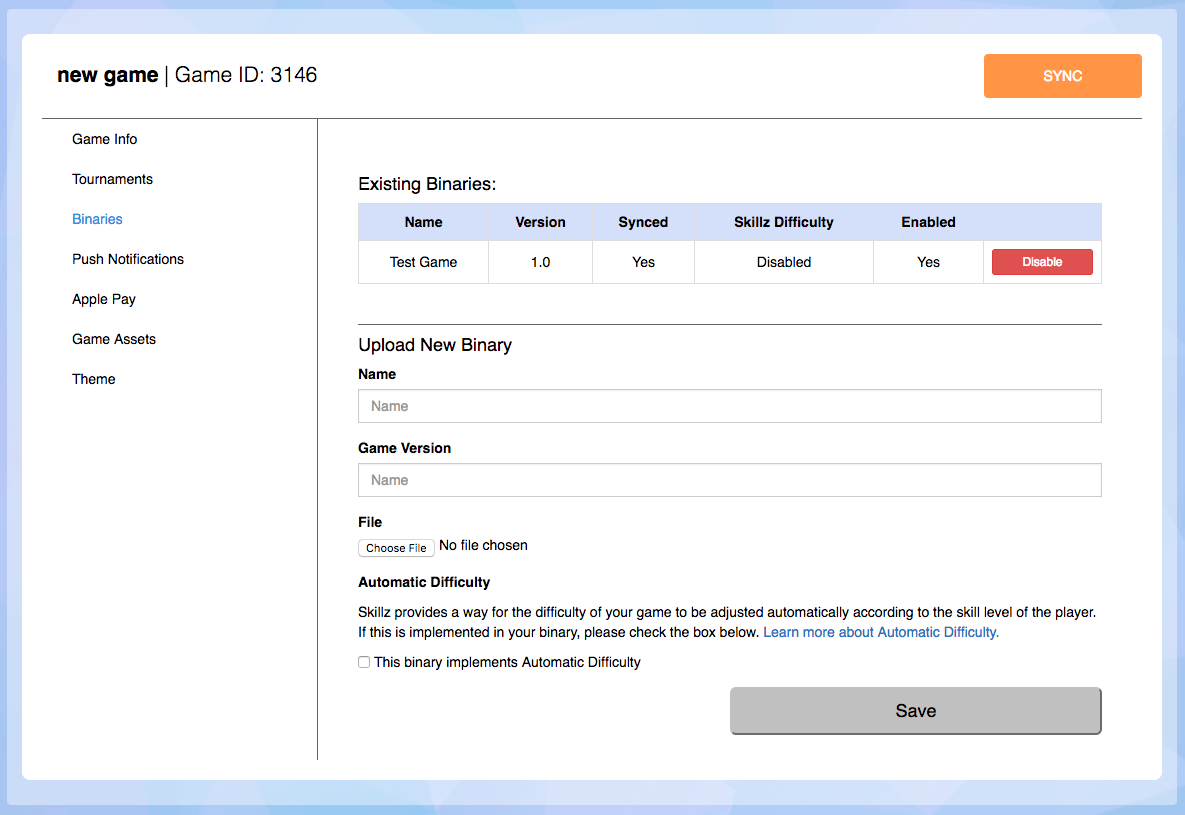 new game | Game ID: 3146
SYNC
Game Info
Tournaments
Binaries
Push Notifications
Apple Pay
Game Assets
Theme
Existing Binaries:
Name Version Synced Skillz Difficulty Enabled
Test Game 1.0 Yes Disabled Yes Disable
Upload New Binary
Name
Name
Game Version
Name
File
Choose File No file chosen
Automatic Difficulty
Skillz provides a way for the difficulty of your game to be adjusted automatically according to the skill level of the player.
If this is implemented in your binary, please check the box below. Learn more about Automatic Difficulty.
This binary implements Automatic Difficulty
Save